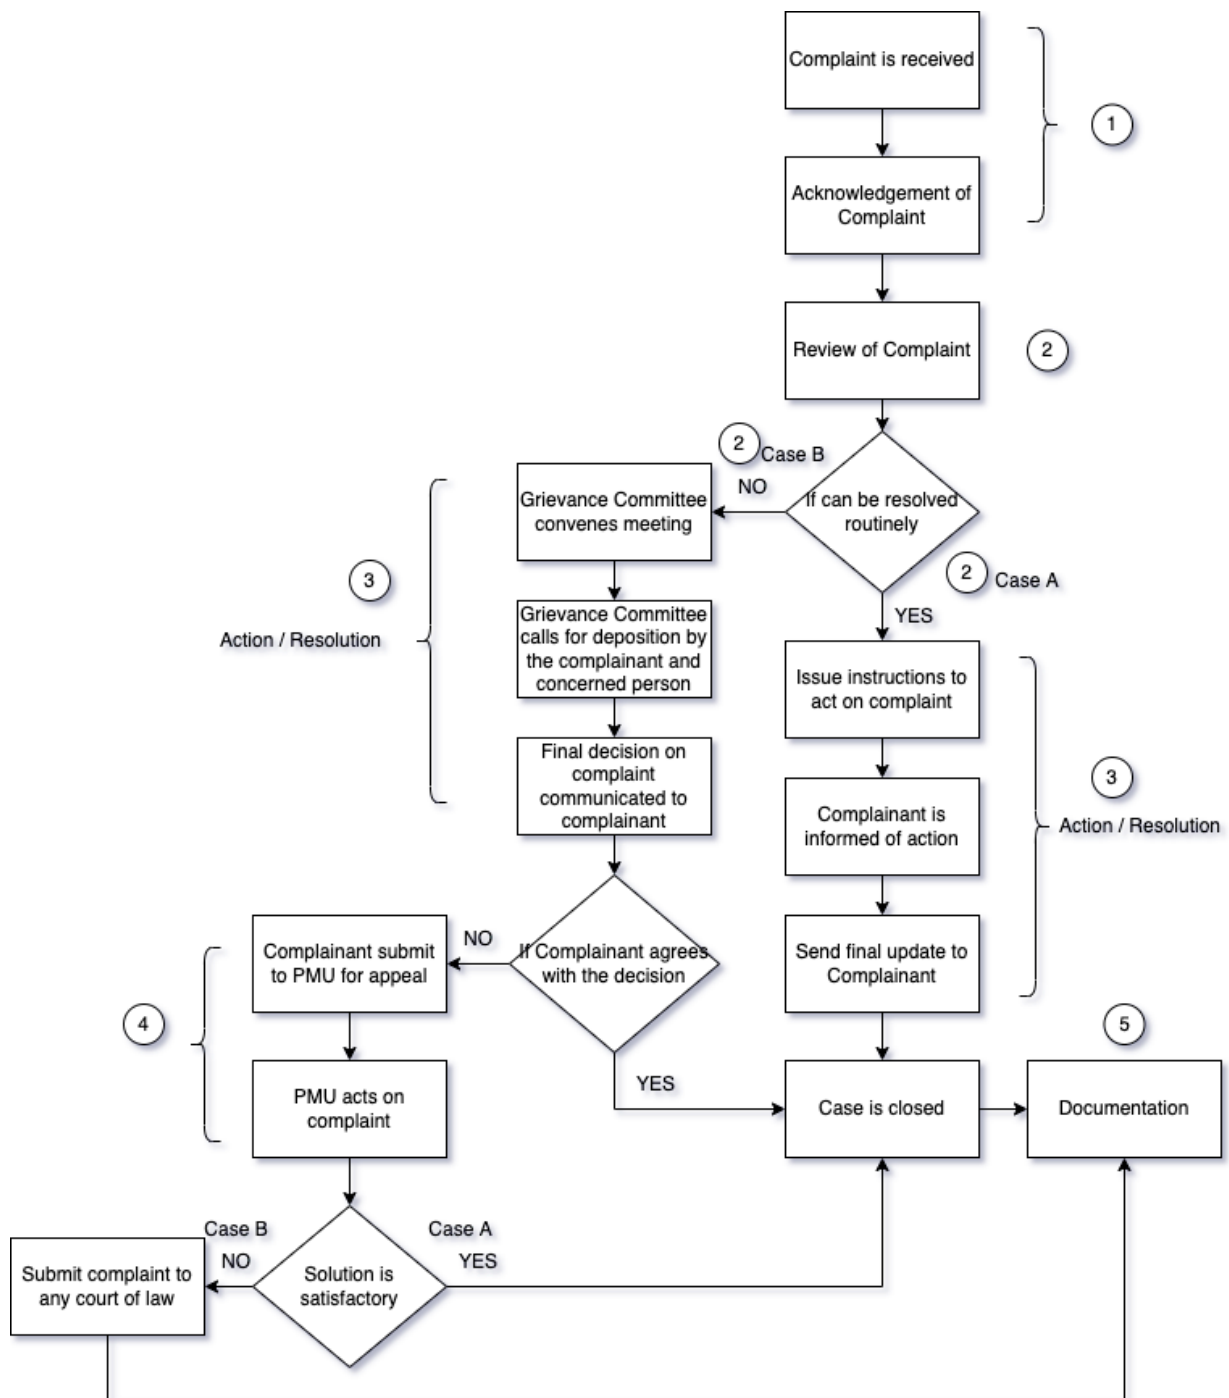 Complaint is received
1
Acknowledgement of
Complaint
Review of Complaint
2
2
Case B
NO
If can be resolved
routinely
2
Case A
YES
Grievance Committee
convenes meeting
3
Action / Resolution
Grievance Committee
calls for deposition by
the complainant and
concerned person
Final decision on
complaint
communicated to
complainant
Issue instructions to
act on complaint
Complainant is
informed of action
3
Action / Resolution
Send final update to
Complainant
If Complainant agrees
with the decision
NO
YES
Complainant submit
to PMU for appeal
4
PMU acts on
complaint
Case is closed
5
Documentation
Solution is
satisfactory
Case B
NO
Case A
YES
Submit complaint to
any court of law